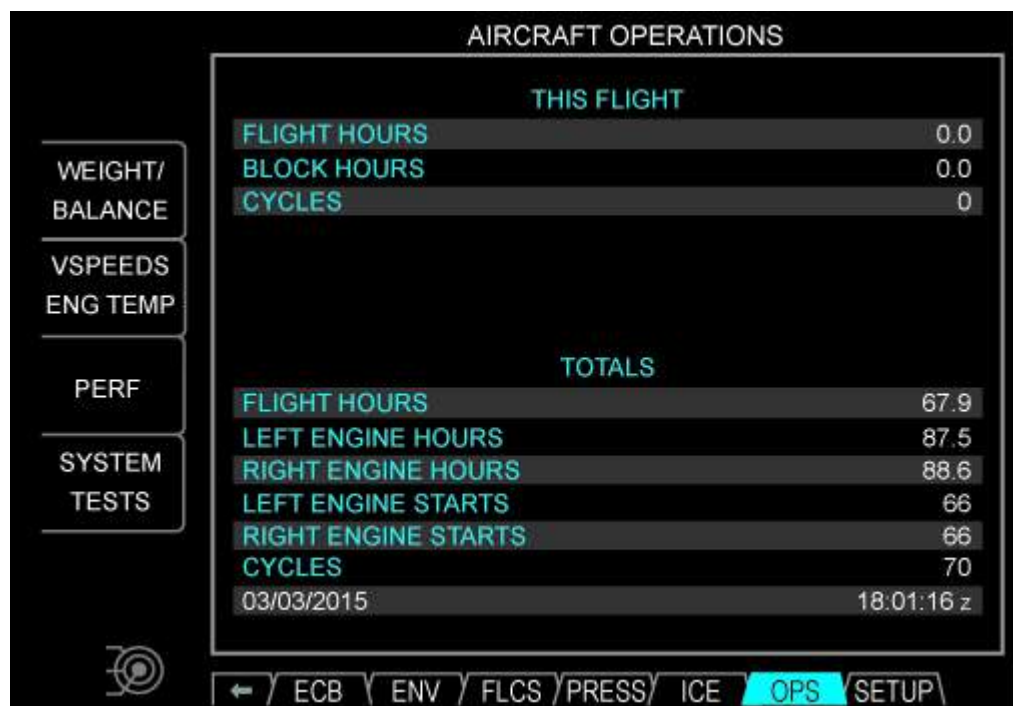 AIRCRAFT OPERATIONS
THIS FLIGHT
FLIGHT HOURS 0.0
BLOCK HOURS 0.0
CYCLES 0
WEIGHT/
BALANCE
VSPEEDS
ENG TEMP
PERF
SYSTEM
TESTS
TOTALS
FLIGHT HOURS 67.9
LEFT ENGINE HOURS 87.5
RIGHT ENGINE HOURS 88.6
LEFT ENGINE STARTS 66
RIGHT ENGINE STARTS 66
CYCLES 70
03/03/2015 18:01:16 z
ECB ENV FLCS PRESS ICE OPS SETUP